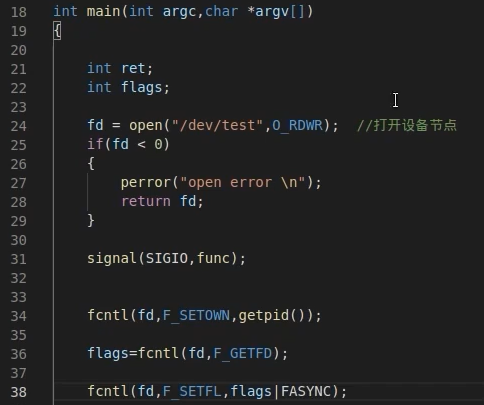 18 int main(int argc,char *argv[])
19 {
20
21 int ret;
22 int flags;
23
24 fd = open("/dev/test",O_RDWR); //打开设备节点
25 if(fd < 0)
26 {
27 perror("open error \n");
28 return fd;
29 }
30
31 signal(SIGIO,func);
32
33
34 fcntl(fd,F_SETOWN,getpid());
35
36 flags=fcntl(fd,F_GETFD);
37
38 fcntl(fd,F_SETFL,flags|FASYNC);